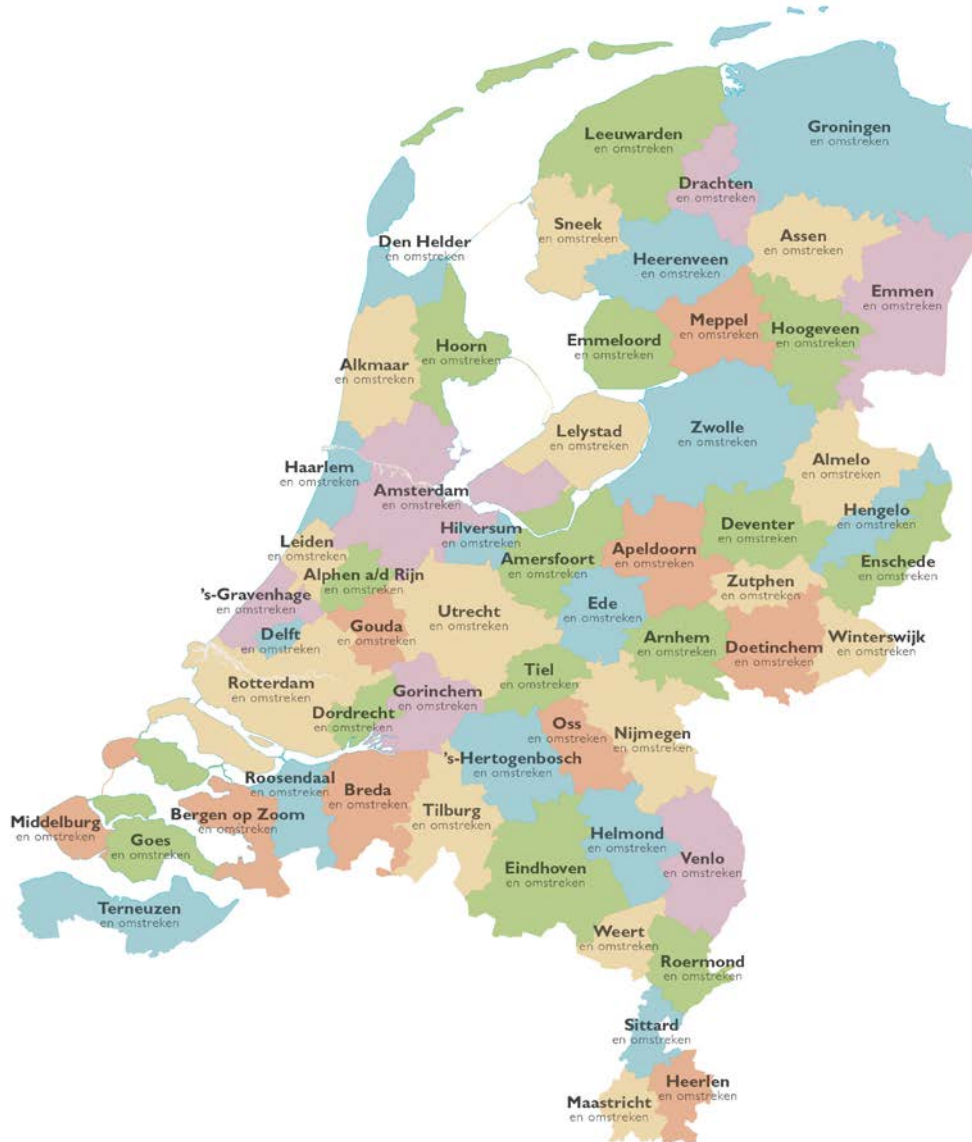 Groningen
en omstreken
Leeuwarden
en omstreken
Drachten
en omstreken
Sneek
en omstreken
Assen
en omstreken
Den Helder
en omstreken
Heerenveen
en omstreken
Emmen
en omstreken
Meppel
en omstreken
Hoogeveen
en omstreken
Emmeloord
en omstreken
Hoorn
en omstreken
Alkmaar
en omstreken
Zwolle
en omstreken
Lelystad
en omstreken
Almelo
en omstreken
Haarlem
en omstreken
Amsterdam
en omstreken
Hengelo
en omstreken
Hilversum
en omstreken
Deventer
en omstreken
Leiden
en omstreken
Apeldoorn
en omstreken
Amersfoort
en omstreken
Enschede
en omstreken
Alphen a/d Rijn
en omstreken
Zutphen
en omstreken
's-Gravenhage
en omstreken
Utrecht
en omstreken
Ede
en omstreken
Gouda
en omstreken
Delft
en omstreken
Arnhem
en omstreken
Doetinchem
en omstreken
Winterswijk
en omstreken
Tiel
en omstreken
Rotterdam
en omstreken
Gorinchem
en omstreken
Dordrecht
en omstreken
Oss
en omstreken
Nijmegen
en omstreken
's-Hertogenbosch
en omstreken
Roosendaal
en omstreken
Breda
en omstreken
Tilburg
en omstreken
Bergen op Zoom
en omstreken
Middelburg
en omstreken
Goes
en omstreken
Helmond
en omstreken
Venlo
en omstreken
Eindhoven
en omstreken
Terneuzen
en omstreken
Weert
en omstreken
Roermond
en omstreken
Sittard
en omstreken
Heerlen
en omstreken
Maastricht
en omstreken